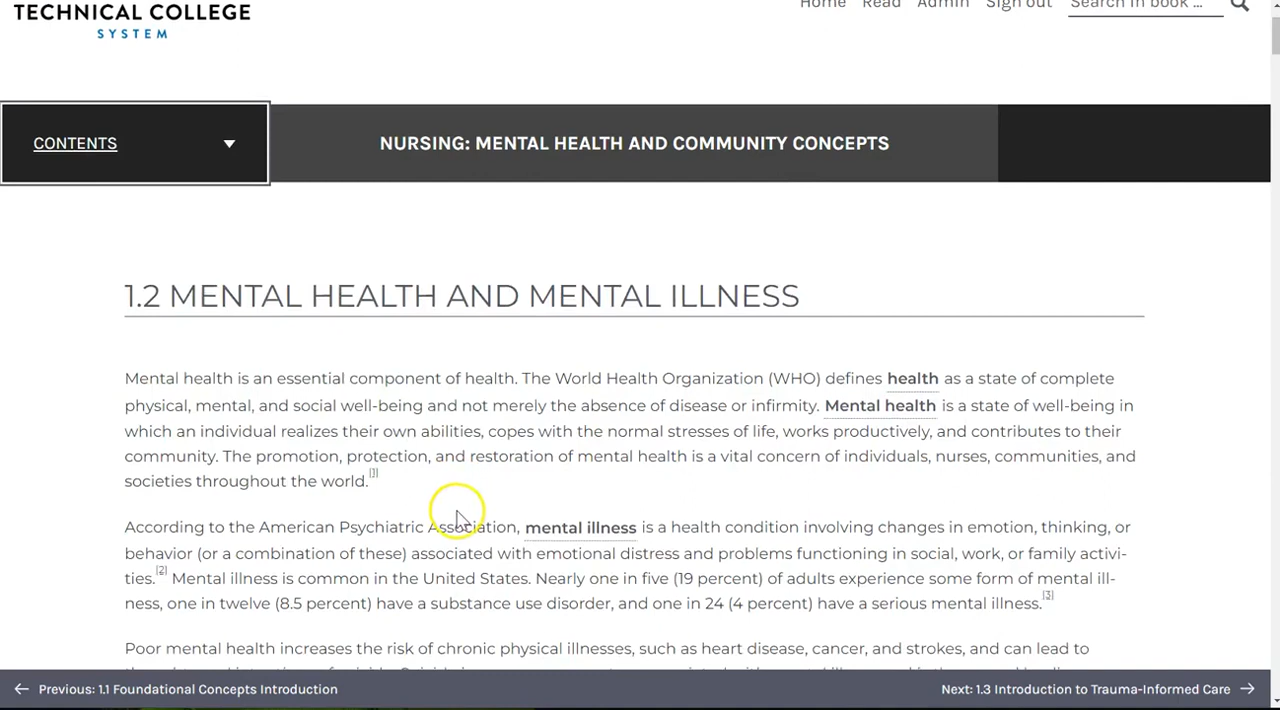 TECHNICAL COLLEGE
SYSTEM
Home Read Admin Sign out Search in book ...
CONTENTS
NURSING: MENTAL HEALTH AND COMMUNITY CONCEPTS
1.2 MENTAL HEALTH AND MENTAL ILLNESS
Mental health is an essential component of health. The World Health Organization (WHO) defines health as a state of complete
physical, mental, and social well-being and not merely the absence of disease or infirmity. Mental health is a state of well-being in
which an individual realizes their own abilities, copes with the normal stresses of life, works productively, and contributes to their
community. The promotion, protection, and restoration of mental health is a vital concern of individuals, nurses, communities, and
societies throughout the world.[1]
According to the American Psychiatric Association, mental illness is a health condition involving changes in emotion, thinking, or
behavior (or a combination of these) associated with emotional distress and problems functioning in social, work, or family activi-
ties.[2] Mental illness is common in the United States. Nearly one in five (19 percent) of adults experience some form of mental ill-
ness, one in twelve (8.5 percent) have a substance use disorder, and one in 24 (4 percent) have a serious mental illness.[3]
Poor mental health increases the risk of chronic physical illnesses, such as heart disease, cancer, and strokes, and can lead to
← Previous: 1.1 Foundational Concepts Introduction
Next: 1.3 Introduction to Trauma-Informed Care →